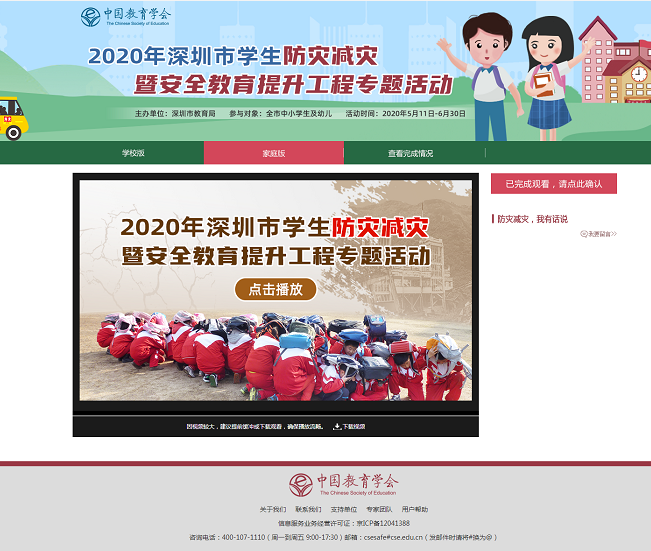 中国教育学会
The Chinese Society of Education
2020年深圳市学生防灾减灾
暨安全教育提升工程专题活动
主办单位：深圳市教育局 参与对象：全市中小学生及幼儿 活动时间：2020年5月11日-6月30日
学校版 家庭版 查看完成情况
已完成观看，请点此确认
2020年深圳市学生防灾减灾
暨安全教育提升工程专题活动
点击播放
防灾减灾，我有话说
我要留言>>
因视频较大，建议提前缓冲或下载观看，确保播放流畅。 下载视频
中国教育学会
The Chinese Society of Education
关于我们 联系我们 支持单位 专家团队 用户帮助
信息服务业务经营许可证：京ICP备12041388
咨询电话：400-107-1110（周一到周五 9:00-17:30）邮箱：csesafe#cse.edu.cn（发邮件时请将#换为@）